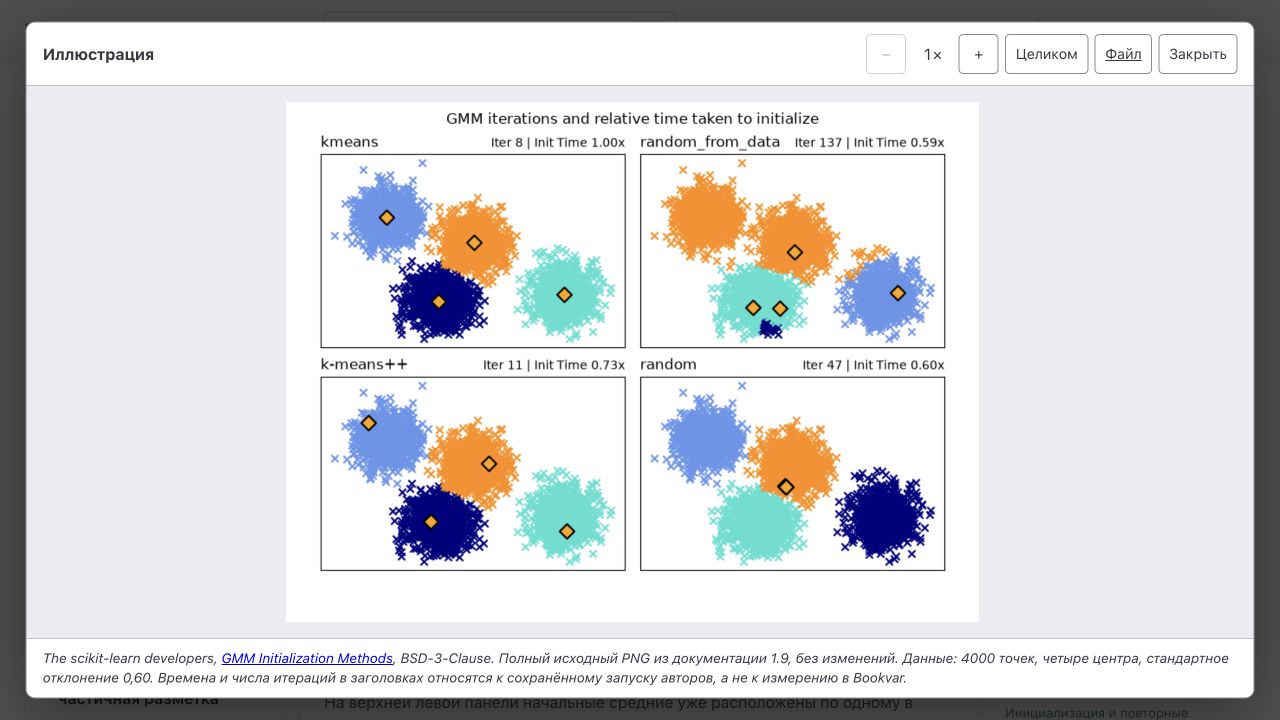 Иллюстрация
−
1×
+
Целиком
Файл
Закрыть
GMM iterations and relative time taken to initialize
kmeans
Iter 8 | Init Time 1.00x
random_from_data
Iter 137 | Init Time 0.59x
k-means++
Iter 11 | Init Time 0.73x
random
Iter 47 | Init Time 0.60x
The scikit-learn developers, GMM Initialization Methods, BSD-3-Clause. Полный исходный PNG из документации 1.9, без изменений. Данные: 4000 точек, четыре центра, стандартное
отклонение 0,60. Времена и числа итераций в заголовках относятся к сохранённому запуску авторов, а не к измерению в Bookvar.
частичная разметка
На верхней левой панели начальные средние уже расположены по одному в
Инициализация и повторные